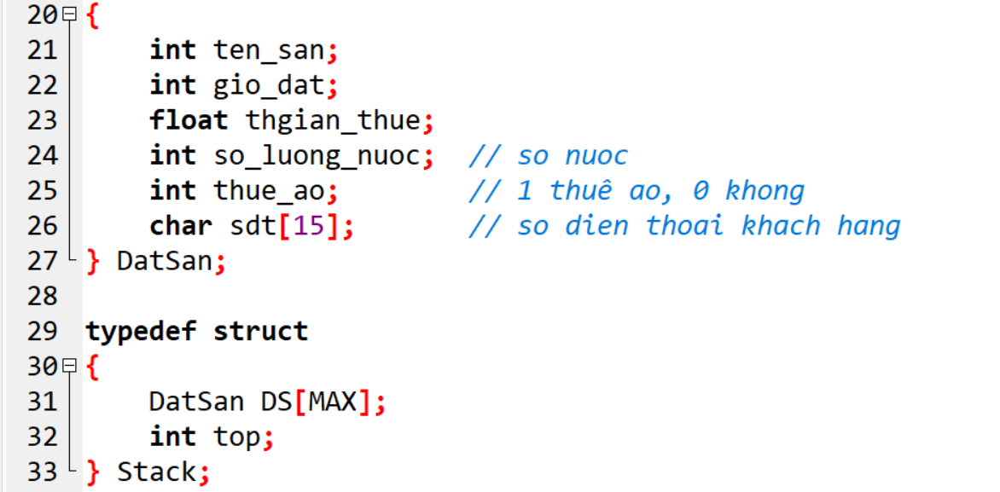 20 {
21 int ten_san;
22 int gio_dat;
23 float thgian_thue;
24 int so_luong_nuoc; // so nuoc
25 int thue_ao; // 1 thuê ao, 0 khong
26 char sdt[15]; // so dien thoai khach hang
27 } DatSan;
28
29 typedef struct
30 {
31 DatSan DS[MAX];
32 int top;
33 } Stack;